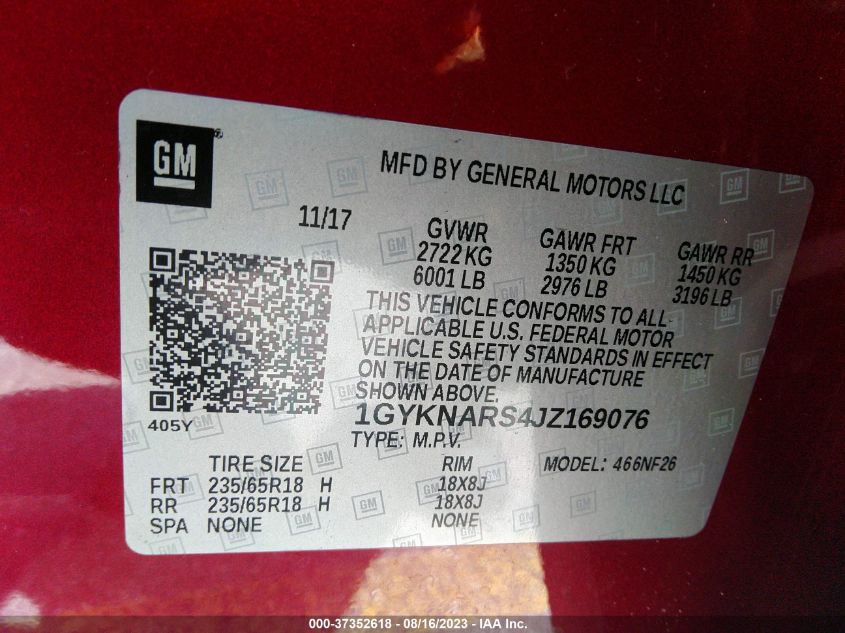 GM ®
MFD BY GENERAL MOTORS LLC
11/17
GVWR
2722 KG
6001 LB
GAWR FRT
1350 KG
2976 LB
GAWR RR
1450 KG
3196 LB
THIS VEHICLE CONFORMS TO ALL
APPLICABLE U.S. FEDERAL MOTOR
VEHICLE SAFETY STANDARDS IN EFFECT
ON THE DATE OF MANUFACTURE
SHOWN ABOVE.
405Y
1GYKNARS4JZ169076
TYPE: M.P.V.
MODEL: 466NF26
TIRE SIZE RIM
FRT 235/65R18 H 18X8J
RR 235/65R18 H 18X8J
SPA NONE NONE
000-37352618 - 08/16/2023 - IAA Inc.